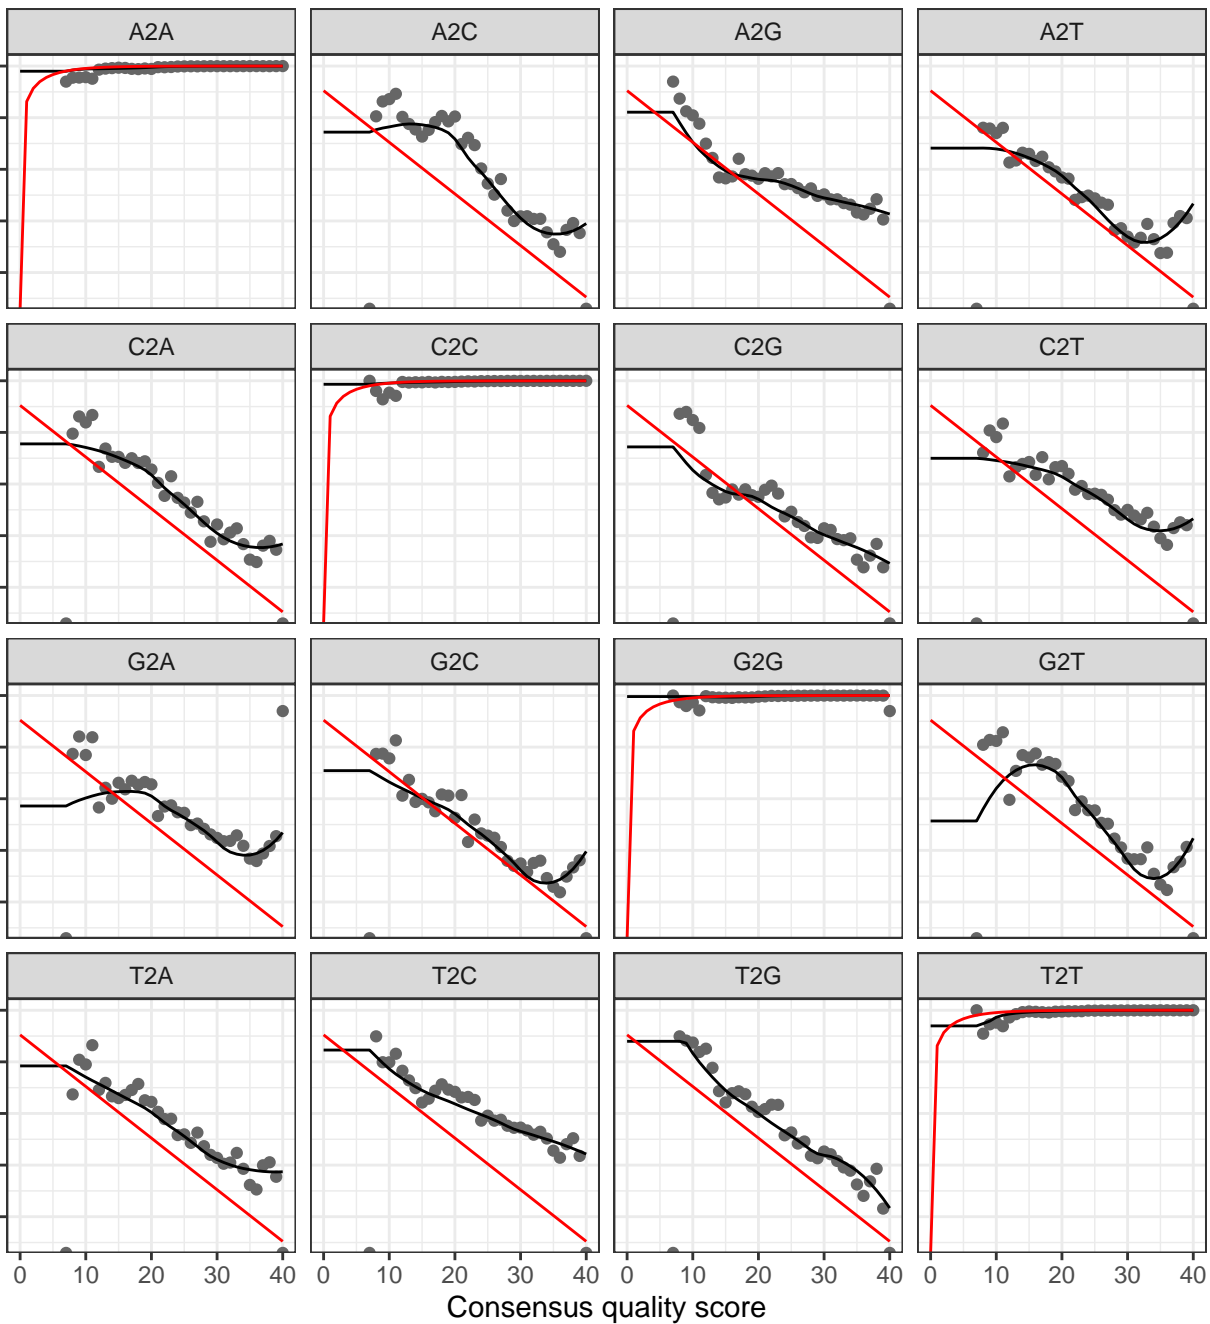 A2A A2C A2G A2T
C2A C2C C2G C2T
G2A G2C G2G G2T
T2A T2C T2G T2T
0 10 20 30 40 0 10 20 30 40 0 10 20 30 40 0 10 20 30 40
Consensus quality score